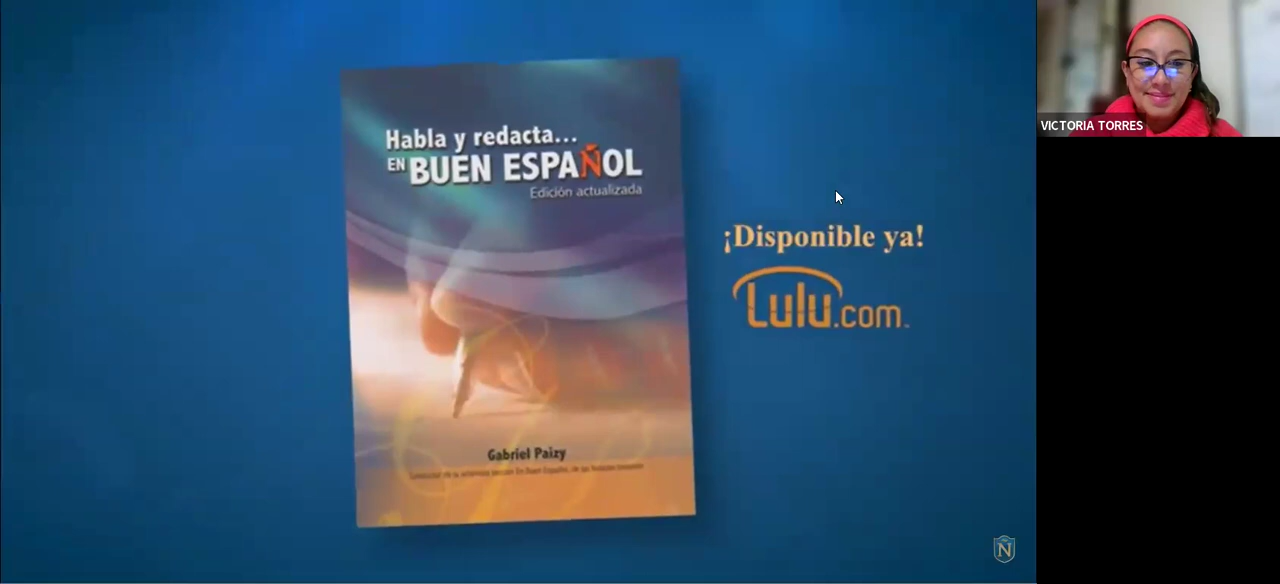 Habla y redacta...
EN BUEN ESPAÑOL
Edición actualizada
¡Disponible ya!
Lulu.com
Gabriel Paizy
VICTORIA TORRES
N